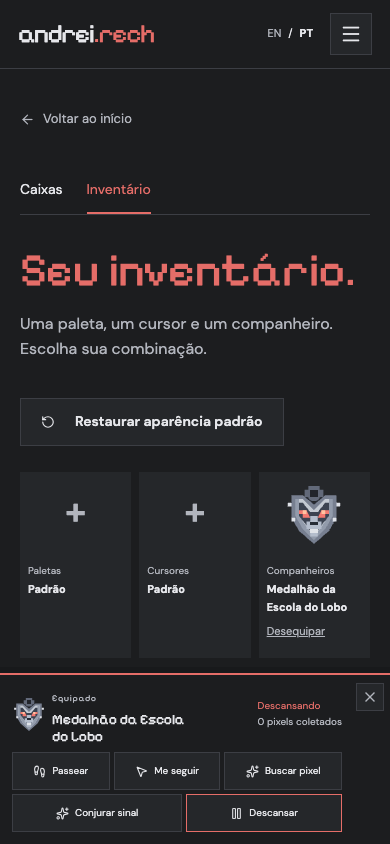 andrei.rech
EN / PT
Voltar ao início
Caixas Inventário
Seu inventário.
Uma paleta, um cursor e um companheiro.
Escolha sua combinação.
Restaurar aparência padrão
Paletas
Padrão
Cursores
Padrão
Companheiros
Medalhão da
Escola do Lobo
Desequipar
Equipado
Medalhão da Escola
do Lobo
Descansando
0 pixels coletados
Passear
Me seguir
Buscar pixel
Conjurar sinal
Descansar